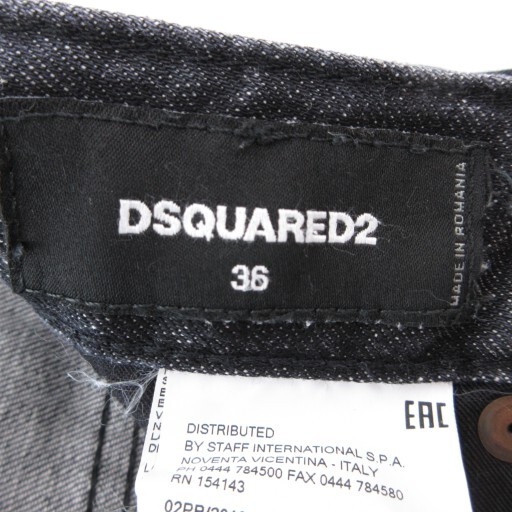 DSQUARED2
36
MADE IN ROMANIA
EAC
DISTRIBUTED
BY STAFF INTERNATIONAL S.P.A.
NOVENTA VICENTINA - ITALY
PH 0444 784500 FAX 0444 784580
RN 154143